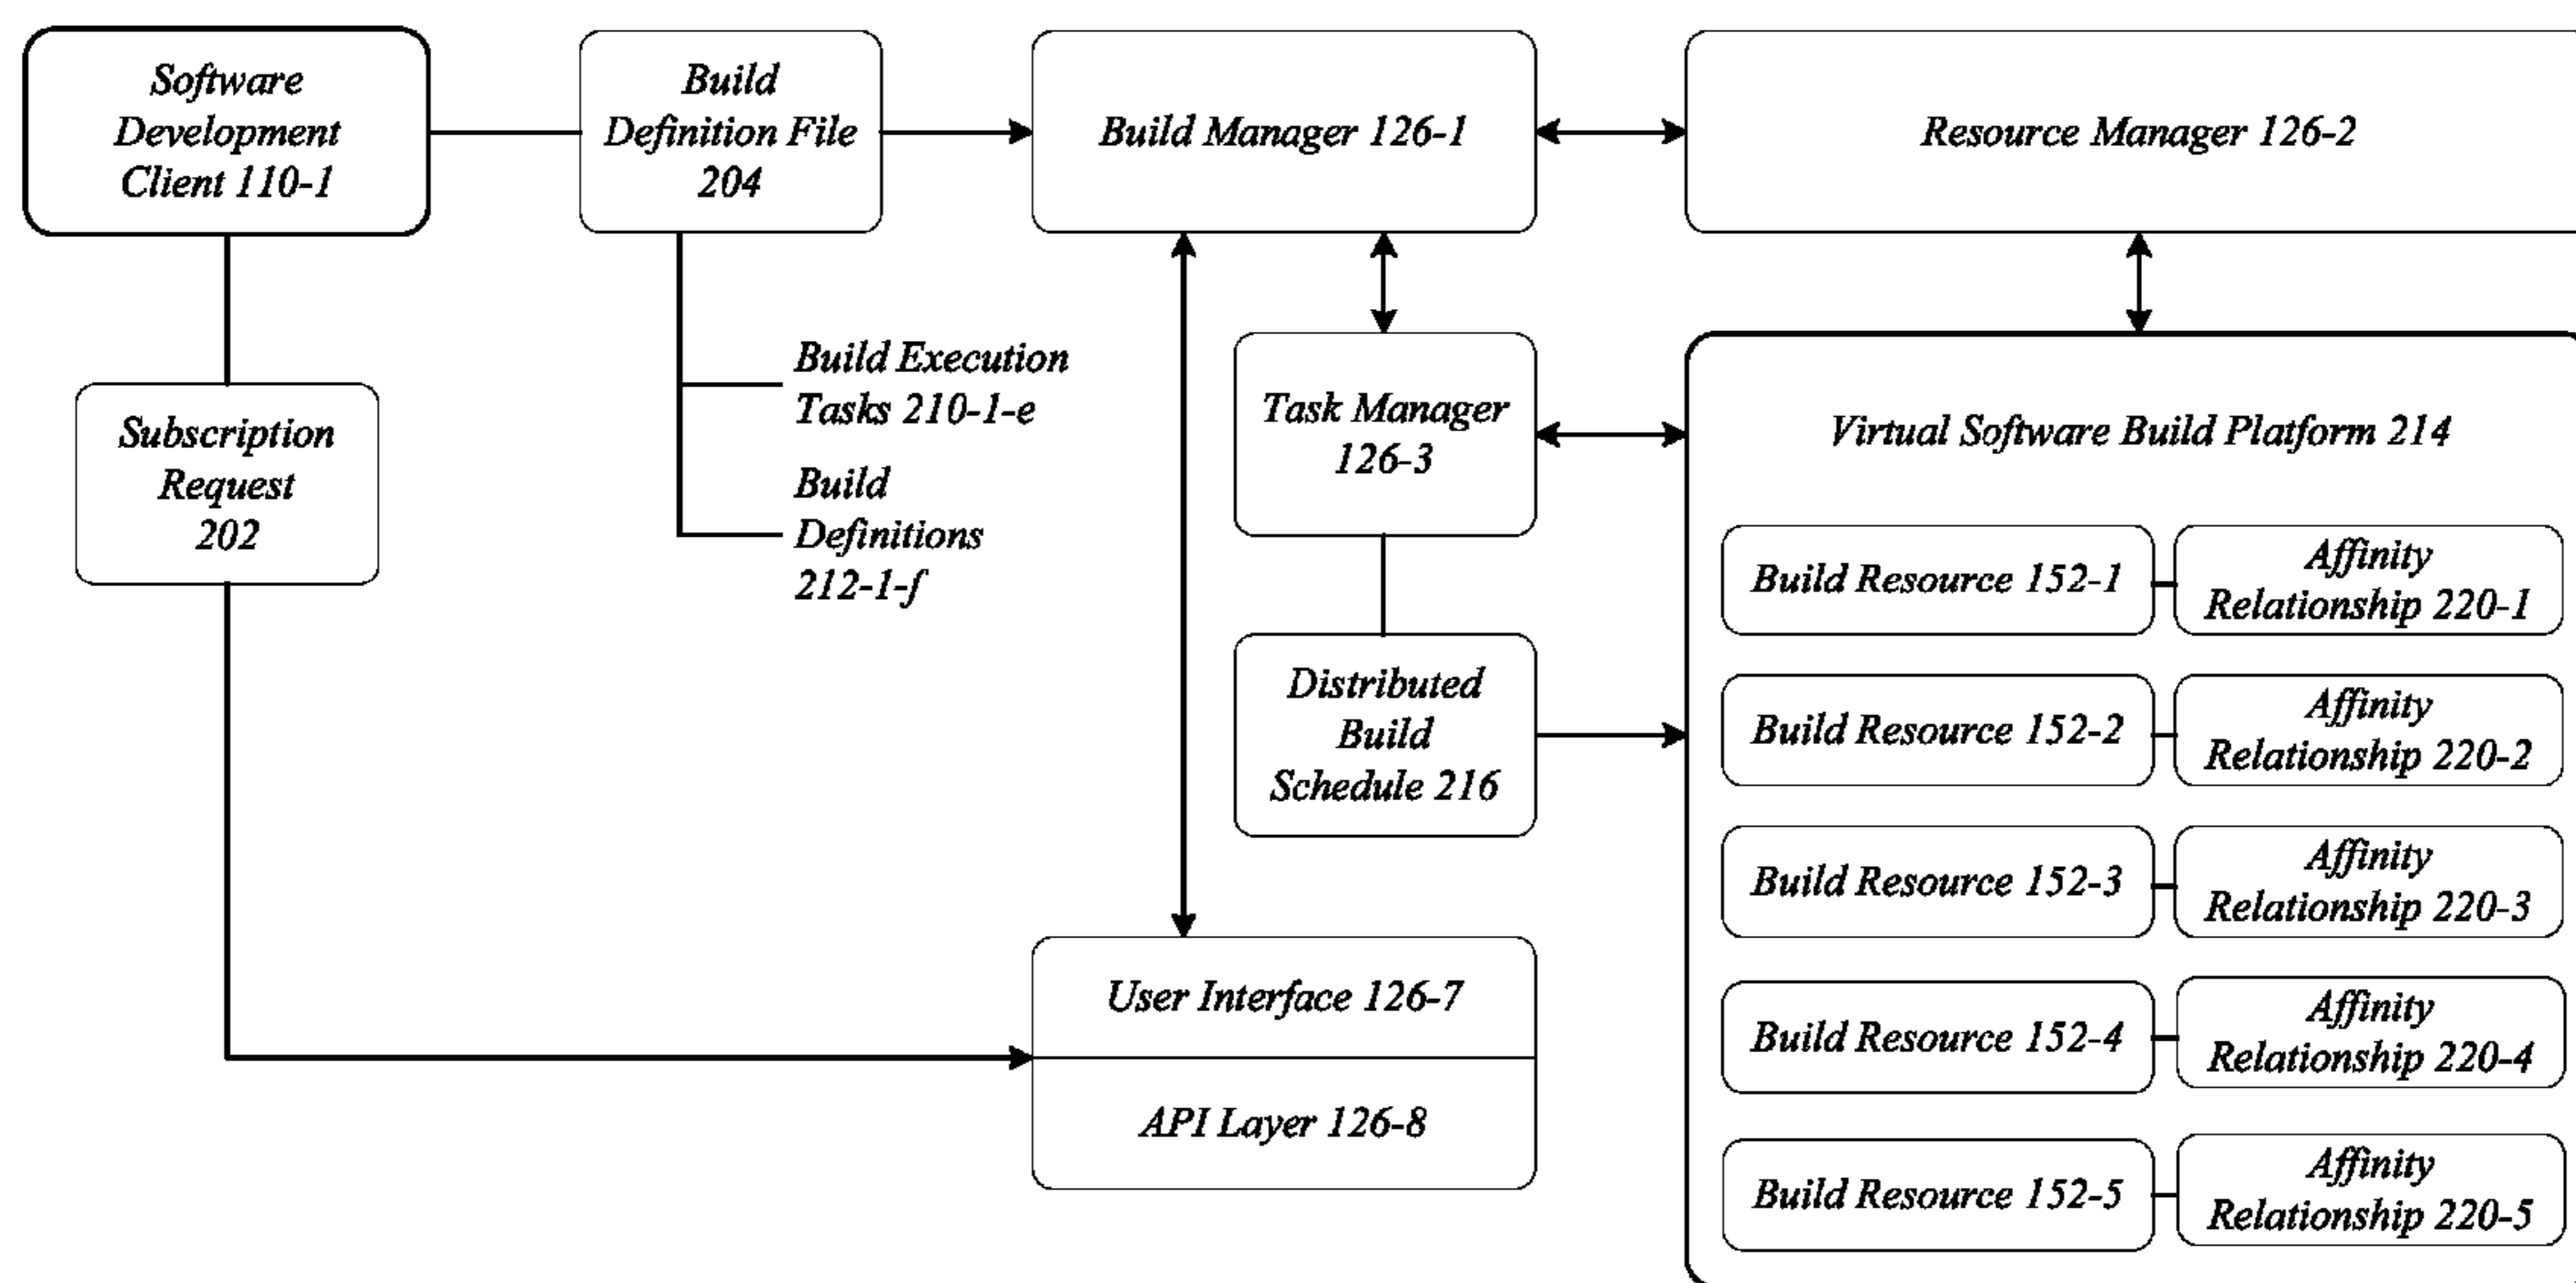 Software
Development
Client 110-1
Build
Definition File
204
Build Manager 126-1
Resource Manager 126-2
Subscription
Request
202
Build Execution
Tasks 210-1-e
Build
Definitions
212-1-f
Task Manager
126-3
Distributed
Build
Schedule 216
User Interface 126-7
API Layer 126-8
Virtual Software Build Platform 214
Build Resource 152-1
Affinity
Relationship 220-1
Build Resource 152-2
Affinity
Relationship 220-2
Build Resource 152-3
Affinity
Relationship 220-3
Build Resource 152-4
Affinity
Relationship 220-4
Build Resource 152-5
Affinity
Relationship 220-5